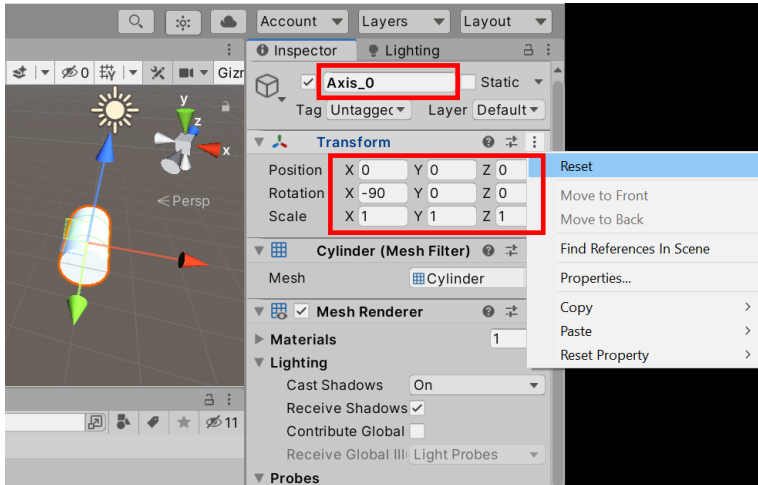 Account Layers Layout
Inspector Lighting
0 Gizr
Axis_0 Static
Tag Untagged Layer Default
y
z
x
Persp
Transform
Position X 0 Y 0 Z 0
Rotation X -90 Y 0 Z 0
Scale X 1 Y 1 Z 1
Cylinder (Mesh Filter)
Mesh Cylinder
Mesh Renderer
Materials 1
Lighting
Cast Shadows On
Receive Shadows
Contribute Global
Receive Global Illu Light Probes
Probes
11
Reset
Move to Front
Move to Back
Find References In Scene
Properties...
Copy
Paste
Reset Property